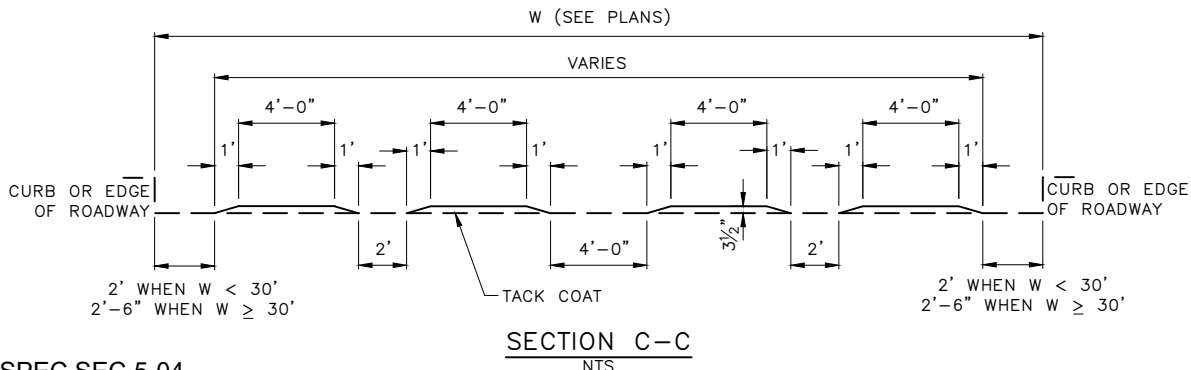 W (SEE PLANS)
VARIES
4'-0" 4'-0" 4'-0" 4'-0"
1' 1' 1' 1' 1' 1' 1' 1'
CURB OR EDGE
OF ROADWAY
CURB OR EDGE
OF ROADWAY
3½"
2' 4'-0" 2'
2' WHEN W < 30'
2'-6" WHEN W ≥ 30'
TACK COAT
2' WHEN W < 30'
2'-6" WHEN W ≥ 30'
SECTION C-C
NTS
SPEC SEC 5-04